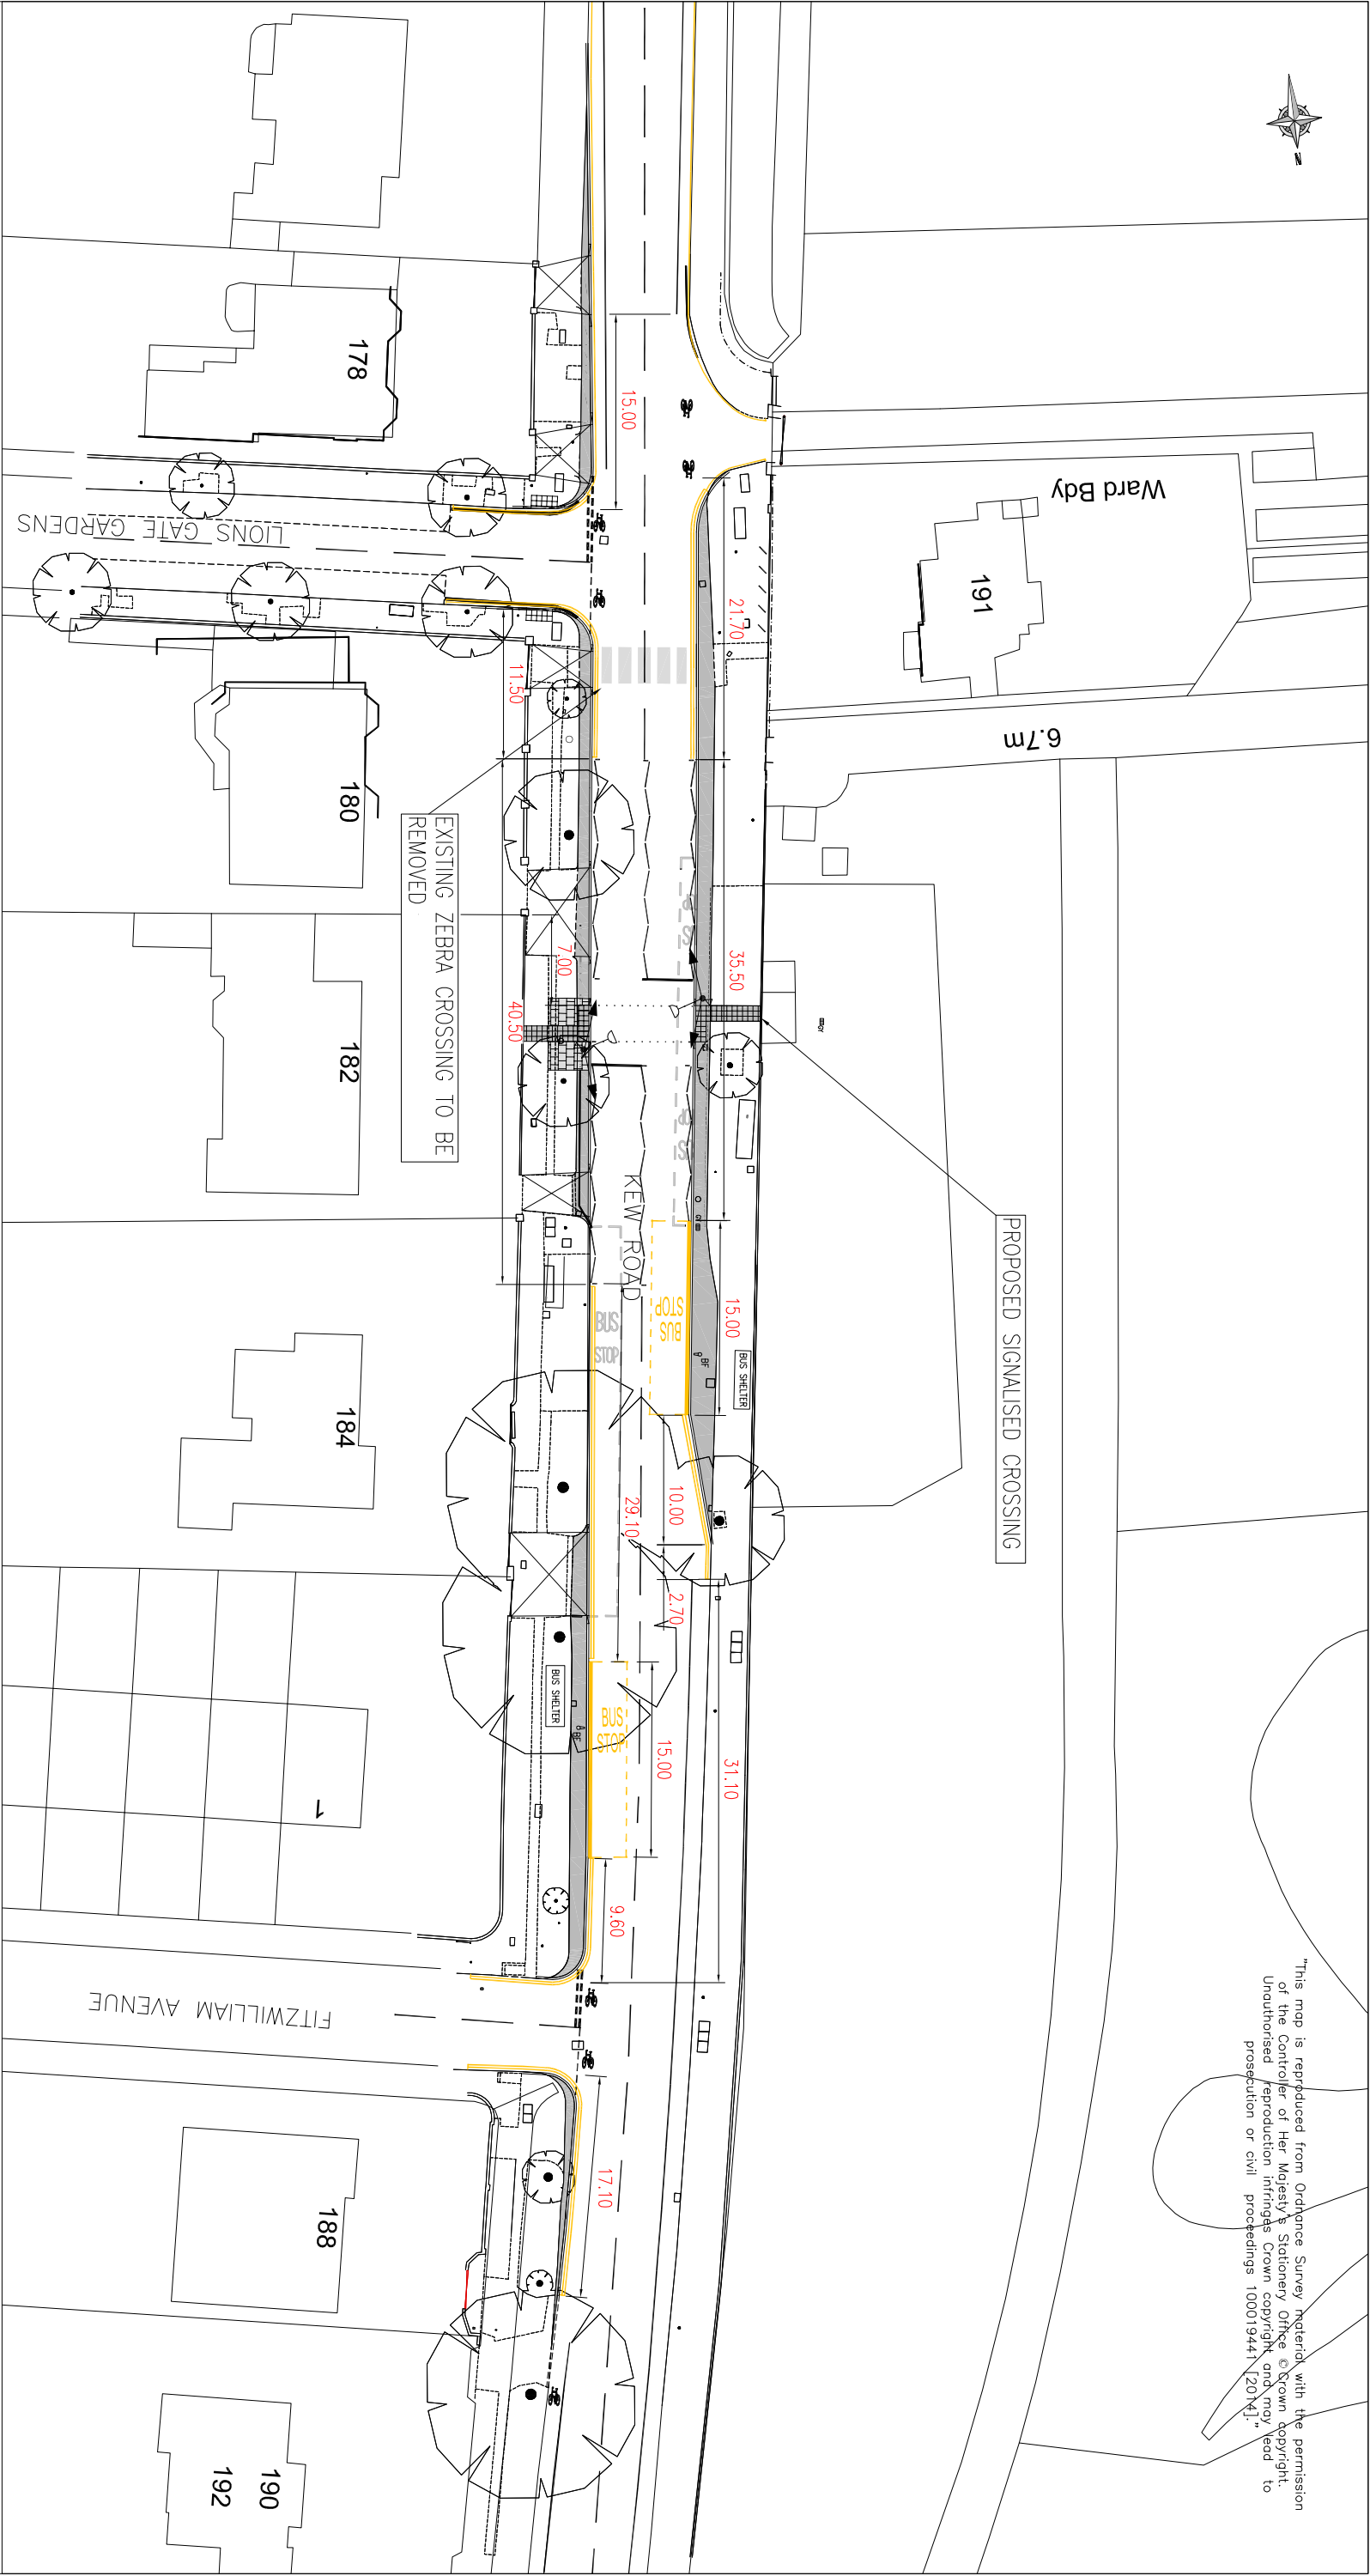 N
"This map is reproduced from Ordnance Survey material with the permission
of the Controller of Her Majesty's Stationery Office © Crown copyright.
Unauthorised reproduction infringes Crown copyright and may lead to
prosecution or civil proceedings 100019441 [2014]."
Ward Bdy
191
6.7m
PROPOSED SIGNALISED CROSSING
21.70
35.50
15.00
BUS SHELTER
BF
BUS
STOP
10.00
2.70
31.10
15.00
KEW ROAD
BUS
STOP
29.10
BUS
STOP
15.00
BUS SHELTER
BF
9.60
17.10
11.50
7.00
40.50
EXISTING ZEBRA CROSSING TO BE
REMOVED
LIONS GATE GARDENS
FITZWILLIAM AVENUE
178
180
182
184
1
188
190
192